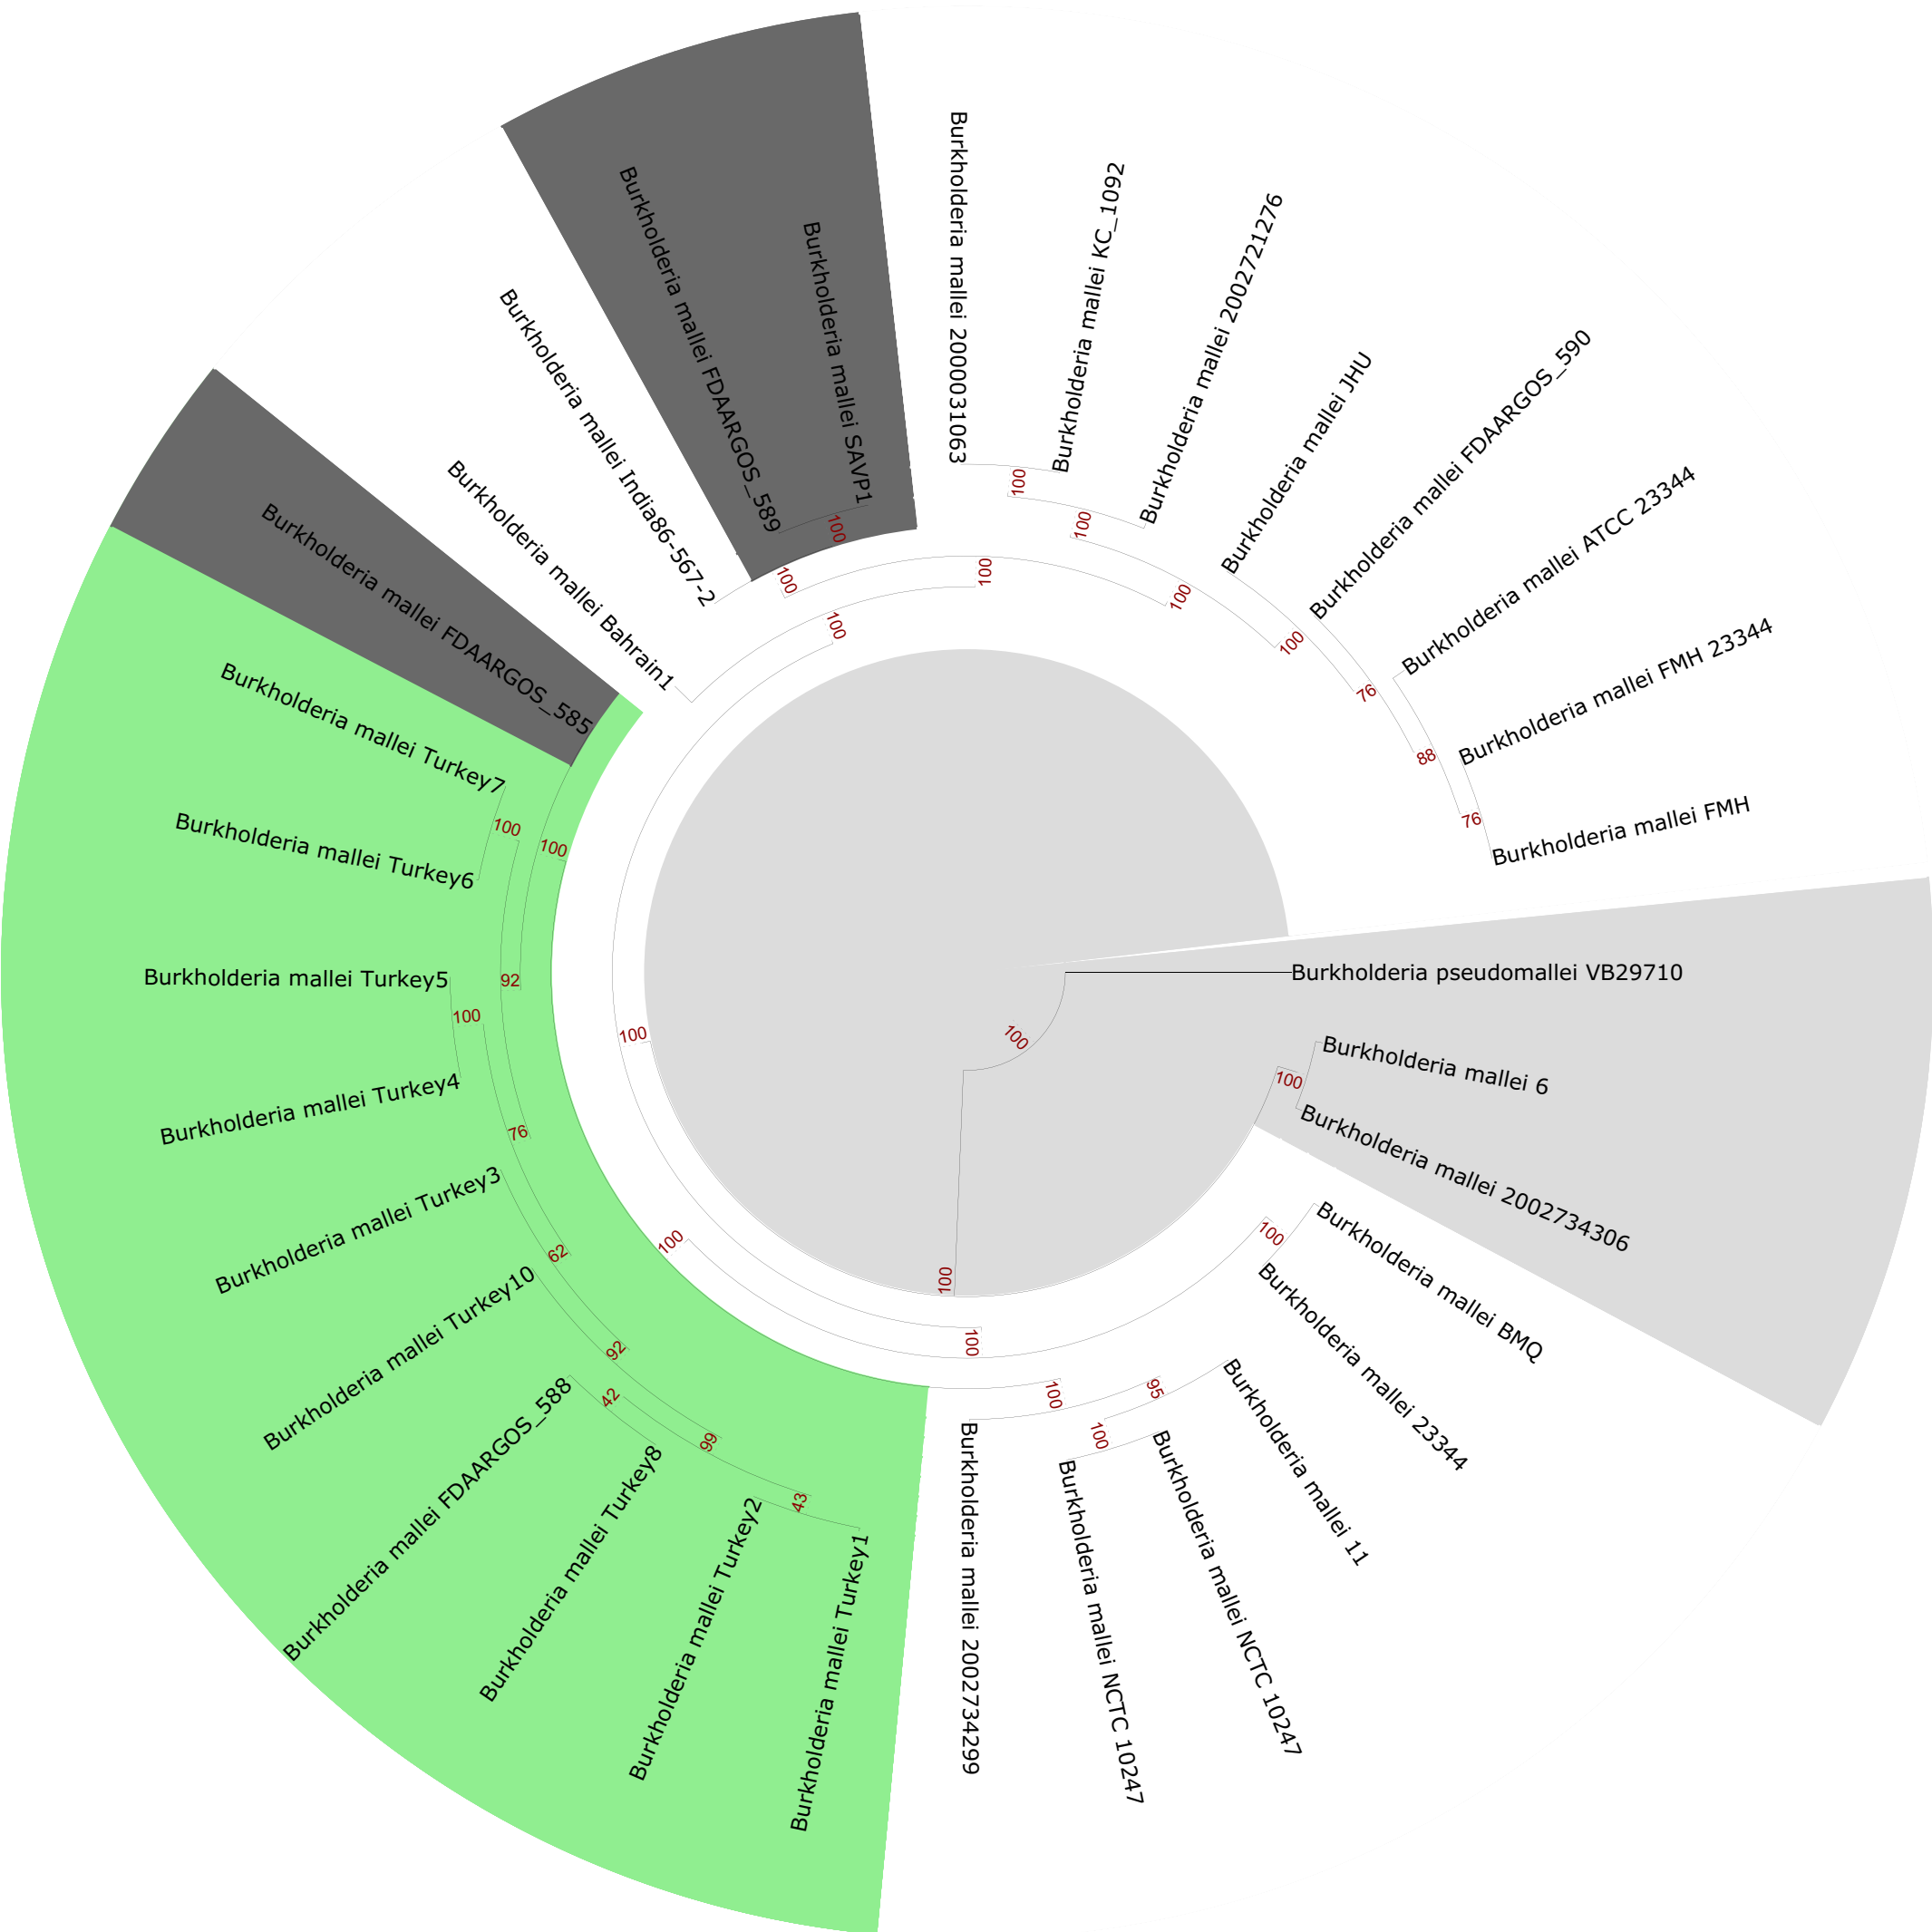 Burkholderia mallei 2000031063
Burkholderia mallei KC_1092
Burkholderia mallei 2002721276
Burkholderia mallei JHU
Burkholderia mallei FDAARGOS_590
Burkholderia mallei ATCC 23344
Burkholderia mallei FMH 23344
Burkholderia mallei FMH
Burkholderia pseudomallei VB29710
Burkholderia mallei 6
Burkholderia mallei 2002734306
Burkholderia mallei BMQ
Burkholderia mallei 23344
Burkholderia mallei 11
Burkholderia mallei NCTC 10247
Burkholderia mallei NCTC 10247
Burkholderia mallei 2002734299
Burkholderia mallei Turkey1
Burkholderia mallei Turkey2
Burkholderia mallei Turkey8
Burkholderia mallei FDAARGOS_588
Burkholderia mallei Turkey10
Burkholderia mallei Turkey3
Burkholderia mallei Turkey4
Burkholderia mallei Turkey5
Burkholderia mallei Turkey6
Burkholderia mallei Turkey7
Burkholderia mallei FDAARGOS_585
Burkholderia mallei Bahrain1
Burkholderia mallei India86-567-2
Burkholderia mallei FDAARGOS_589
Burkholderia mallei SAVP1
100
100
100
100
76
88
76
100
100
100
100
100
100
100
100
95
100
100
100
100
100
100
92
100
76
62
92
42
99
43